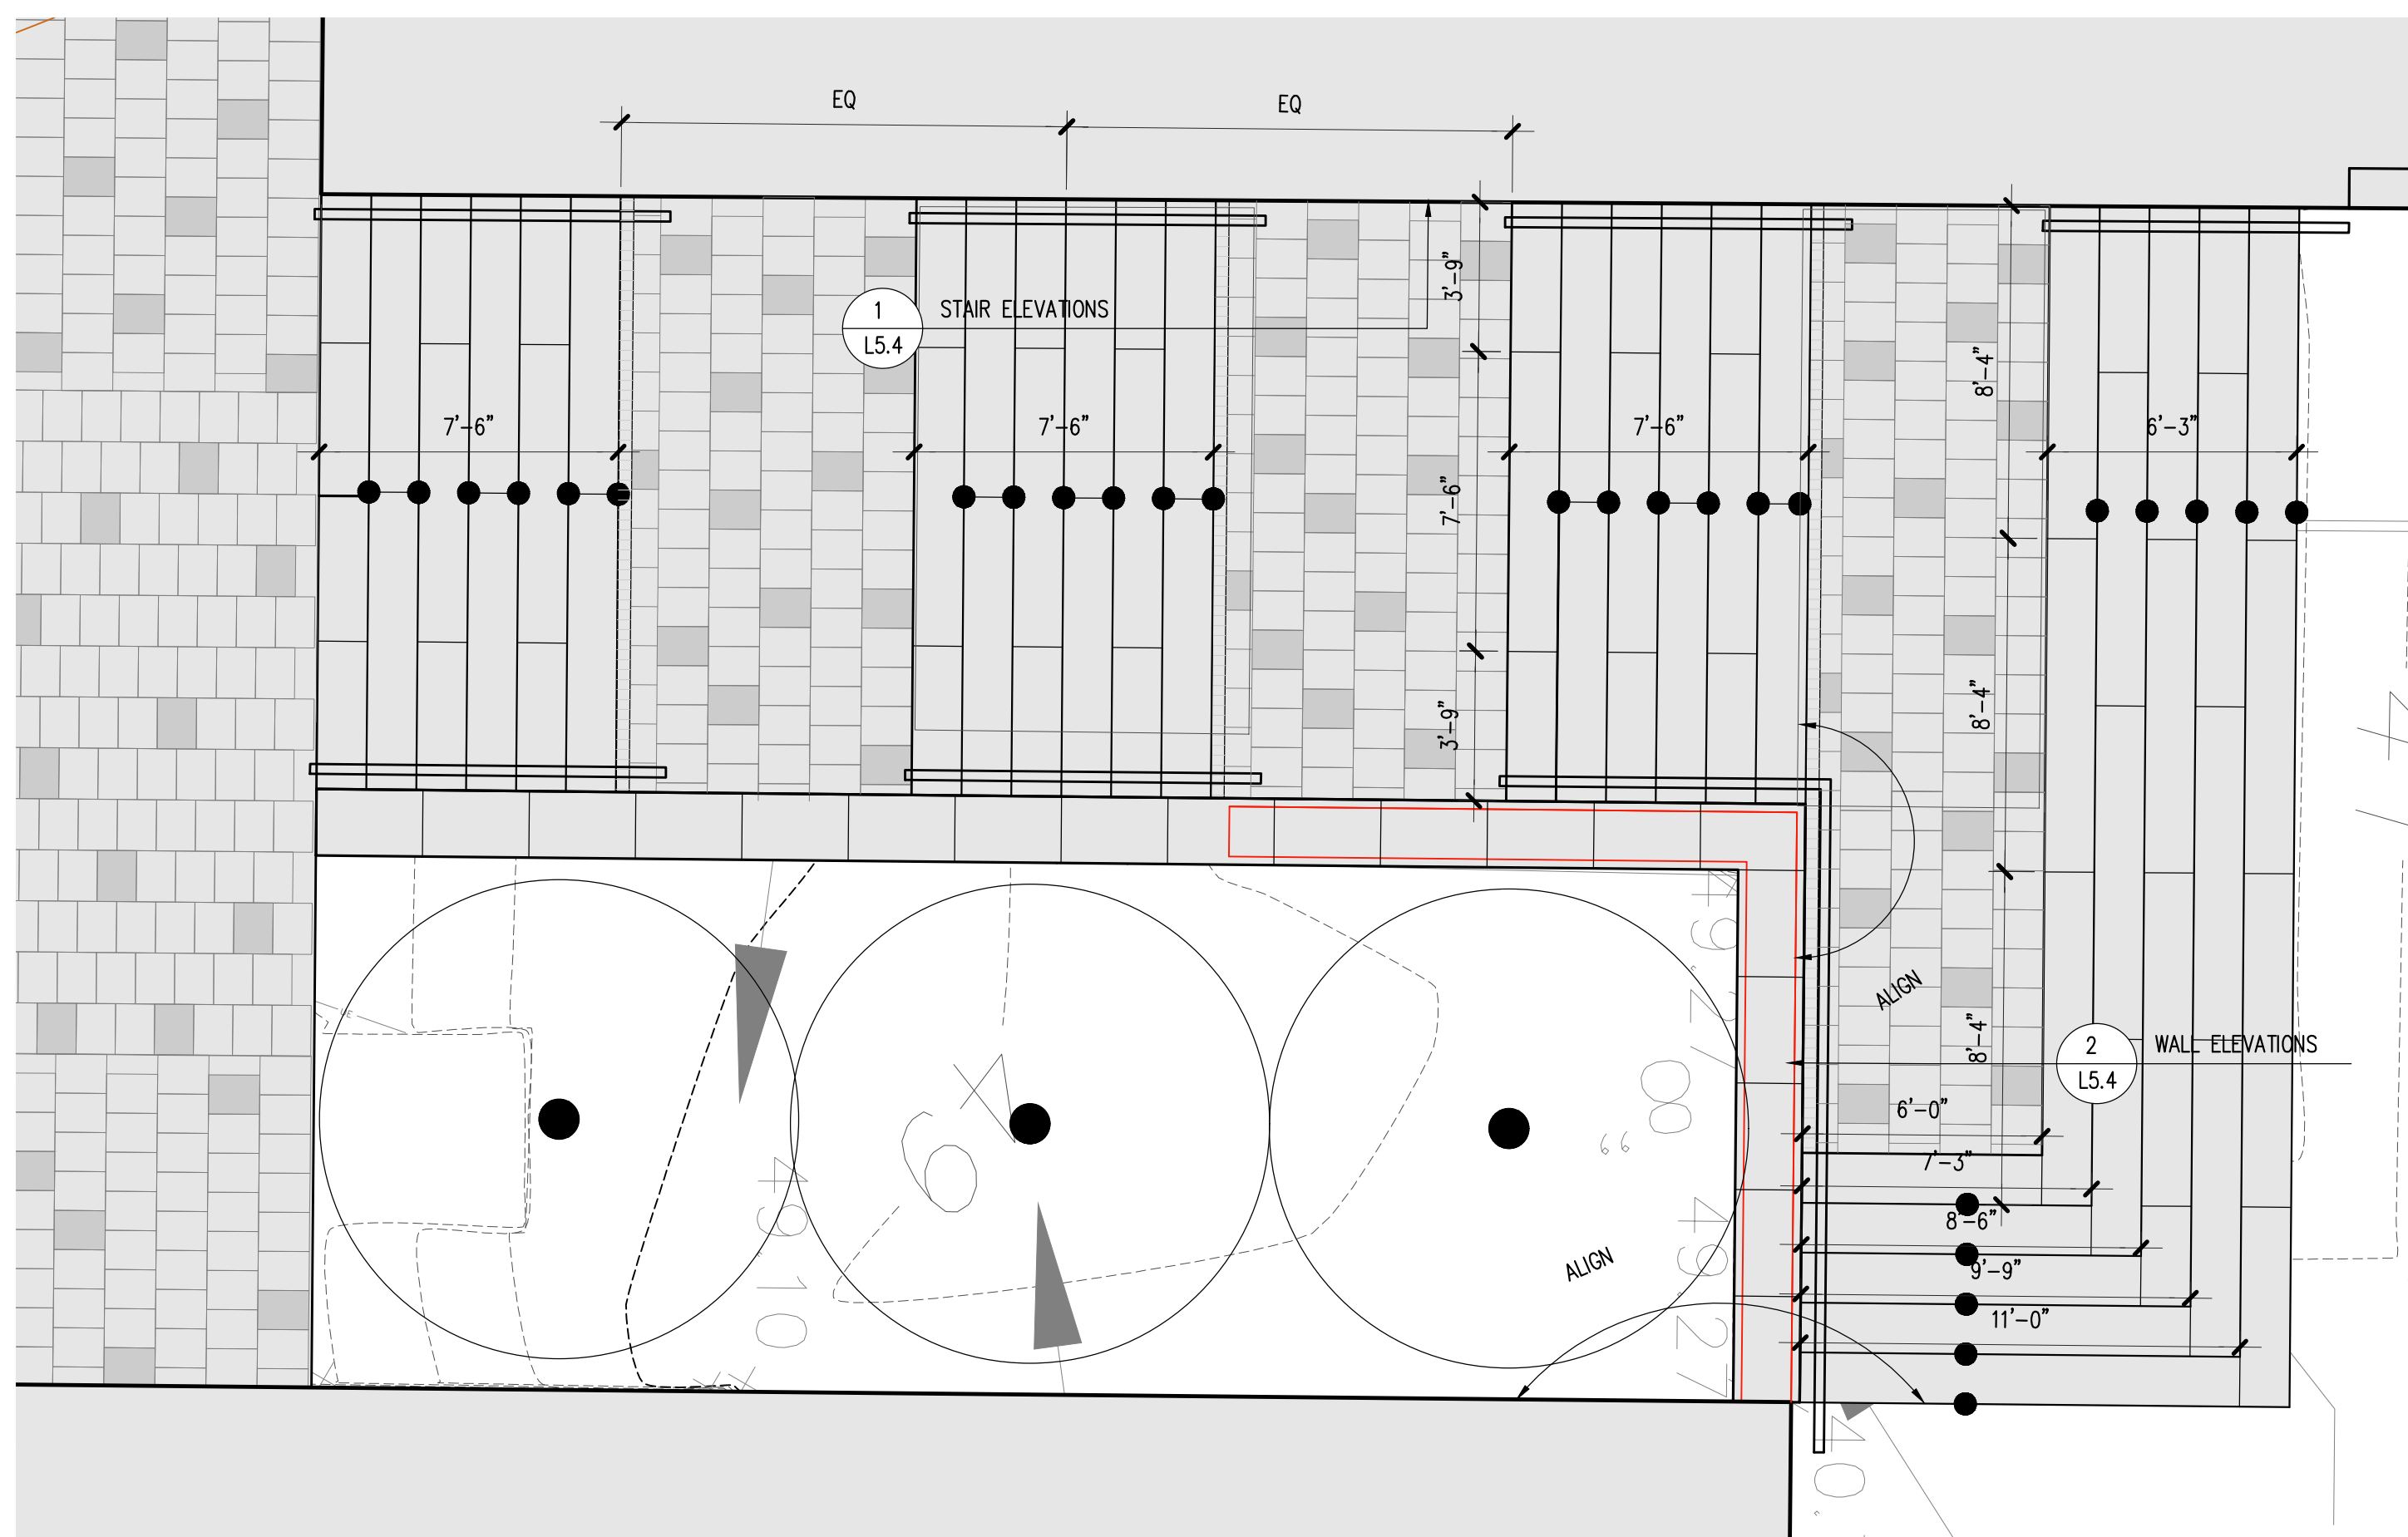 EQ
EQ
1
L5.4
STAIR ELEVATIONS
3'-9"
8'-4"
7'-6"
7'-6"
7'-6"
6'-3"
7'-6"
3'-9"
8'-4"
ALIGN
8'-4"
2
L5.4
WALL ELEVATIONS
6'-0"
7'-3"
8'-6"
ALIGN
9'-9"
11'-0"